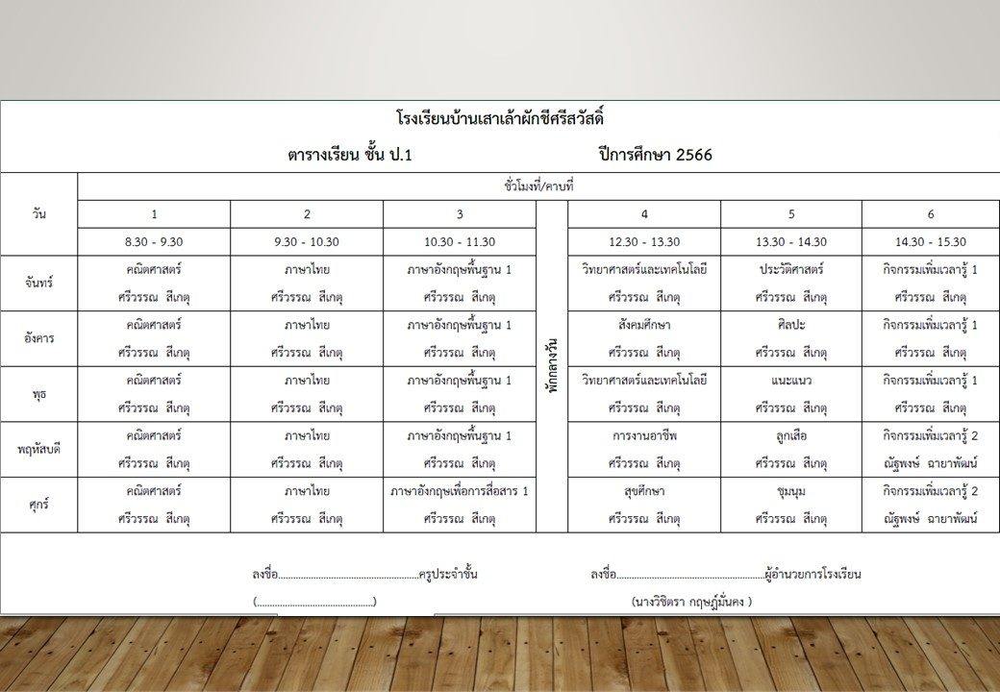 โรงเรียนบ้านเสาเล้าผักชีศรีสวัสดิ์
ตารางเรียน ชั้น ป.1 ปีการศึกษา 2566
วัน ชั่วโมงที่/คาบที่
1 2 3 4 5 6
8.30 - 9.30 9.30 - 10.30 10.30 - 11.30 12.30 - 13.30 13.30 - 14.30 14.30 - 15.30
จันทร์ คณิตศาสตร์ ภาษาไทย ภาษาอังกฤษพื้นฐาน 1 วิทยาศาสตร์และเทคโนโลยี ประวัติศาสตร์ กิจกรรมเพิ่มเวลารู้ 1
ศรีวรรณ สีเกตุ ศรีวรรณ สีเกตุ ศรีวรรณ สีเกตุ ศรีวรรณ สีเกตุ ศรีวรรณ สีเกตุ ศรีวรรณ สีเกตุ
อังคาร คณิตศาสตร์ ภาษาไทย ภาษาอังกฤษพื้นฐาน 1 สังคมศึกษา ศิลปะ กิจกรรมเพิ่มเวลารู้ 1
ศรีวรรณ สีเกตุ ศรีวรรณ สีเกตุ ศรีวรรณ สีเกตุ ศรีวรรณ สีเกตุ ศรีวรรณ สีเกตุ ศรีวรรณ สีเกตุ
พักกลางวัน
พุธ คณิตศาสตร์ ภาษาไทย ภาษาอังกฤษพื้นฐาน 1 วิทยาศาสตร์และเทคโนโลยี แนะแนว กิจกรรมเพิ่มเวลารู้ 1
ศรีวรรณ สีเกตุ ศรีวรรณ สีเกตุ ศรีวรรณ สีเกตุ ศรีวรรณ สีเกตุ ศรีวรรณ สีเกตุ ศรีวรรณ สีเกตุ
พฤหัสบดี คณิตศาสตร์ ภาษาไทย ภาษาอังกฤษพื้นฐาน 1 การงานอาชีพ ลูกเสือ กิจกรรมเพิ่มเวลารู้ 2
ศรีวรรณ สีเกตุ ศรีวรรณ สีเกตุ ศรีวรรณ สีเกตุ ศรีวรรณ สีเกตุ ศรีวรรณ สีเกตุ ณัฐพงษ์ ฉายาพัฒน์
ศุกร์ คณิตศาสตร์ ภาษาไทย ภาษาอังกฤษเพื่อการสื่อสาร 1 สุขศึกษา ชุมนุม กิจกรรมเพิ่มเวลารู้ 2
ศรีวรรณ สีเกตุ ศรีวรรณ สีเกตุ ศรีวรรณ สีเกตุ ศรีวรรณ สีเกตุ ศรีวรรณ สีเกตุ ณัฐพงษ์ ฉายาพัฒน์
ลงชื่อ........................................................ครูประจำชั้น ลงชื่อ............................................................ผู้อำนวยการโรงเรียน
(...............................................) (นางวิชิตรา กฤษฎ์มั่นคง )